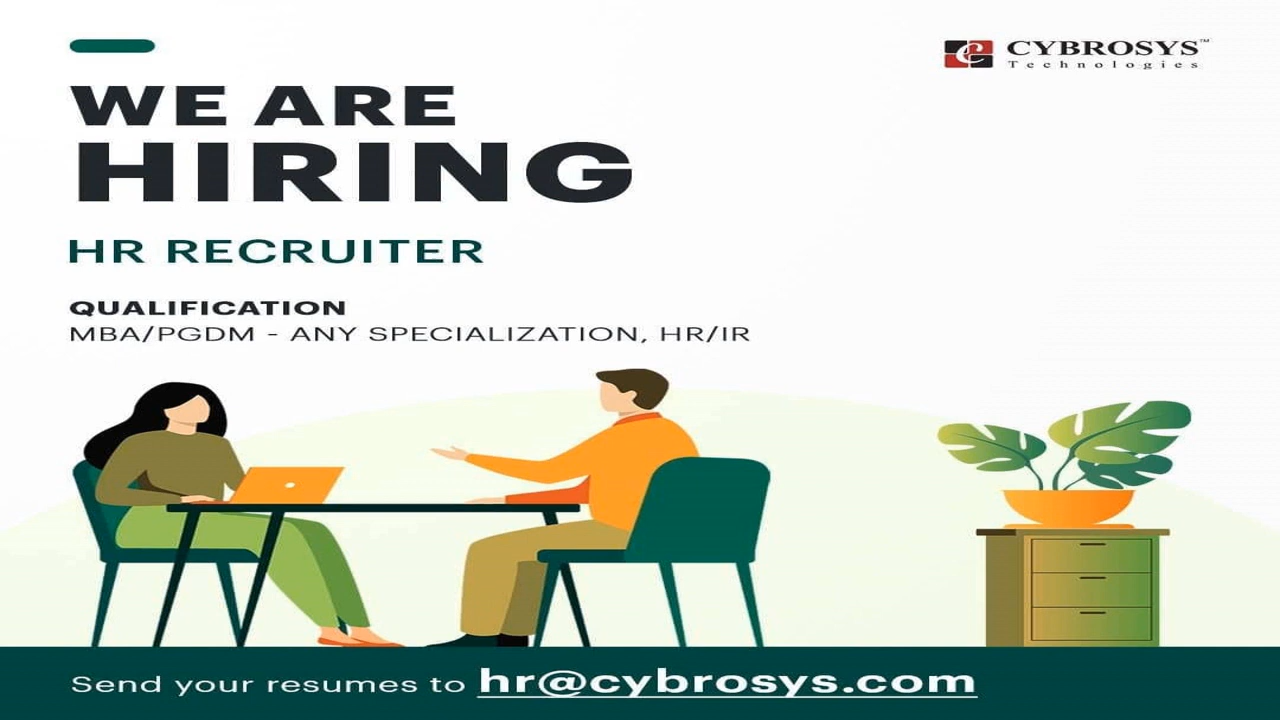 CYBROSYS™
Technologies
WE ARE
HIRING
HR RECRUITER
QUALIFICATION
MBA/PGDM - ANY SPECIALIZATION, HR/IR
Send your resumes to hr@cybrosys.com